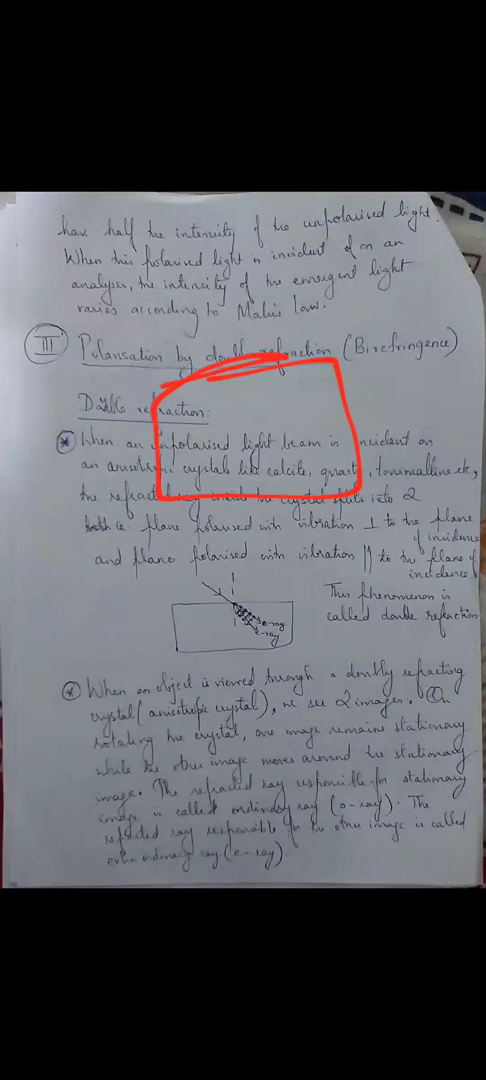 have half the intensity of the unpolarised light.
When this polarised light is incident of on an
analyser, the intensity of the emergent light
varies according to Malu's law.
III Polarisation by double refraction (Birefringence)
Double refraction:
* When an unpolarised light beam is incident on
an anisotropic crystals like calcite, quartz, tourmalline etc,
the refracted ray inside the crystal splits into 2
i.e. plane polarised with vibration ⊥ to the plane
of incidence
and plane polarised with vibration || to the plane of
incidence.
This phenomenon is
called double refraction
o-ray
e-ray
* When an object is viewed through a doubly refracting
crystal (anisotropic crystal), we see 2 images. On
rotating the crystal, one image remains stationary
while the other image moves around the stationary
image. The refracted ray responsible for stationary
image is called ordinary ray (o-ray). The
refracted ray responsible for the other image is called
extra ordinary ray (e-ray)